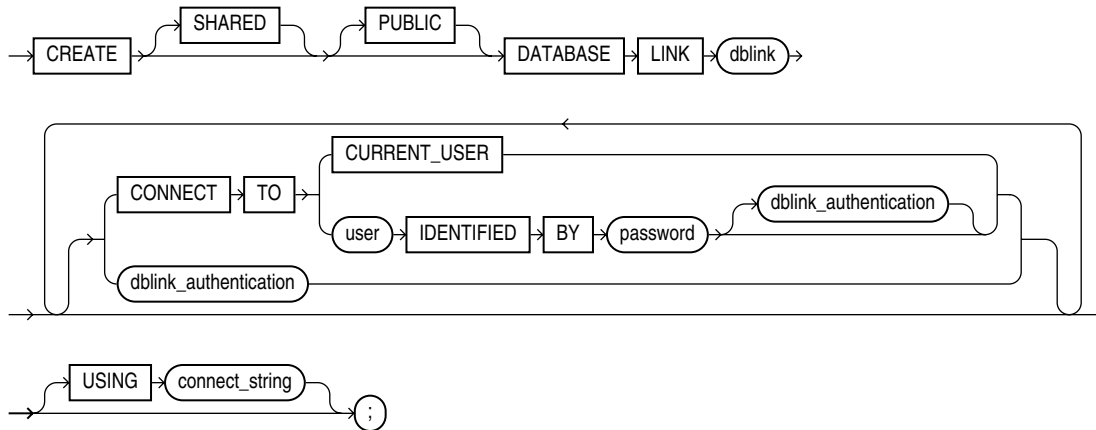 SHARED PUBLIC
CREATE DATABASE LINK dblink
CURRENT_USER
CONNECT TO
dblink_authentication
user IDENTIFIED BY password
dblink_authentication
USING connect_string
;